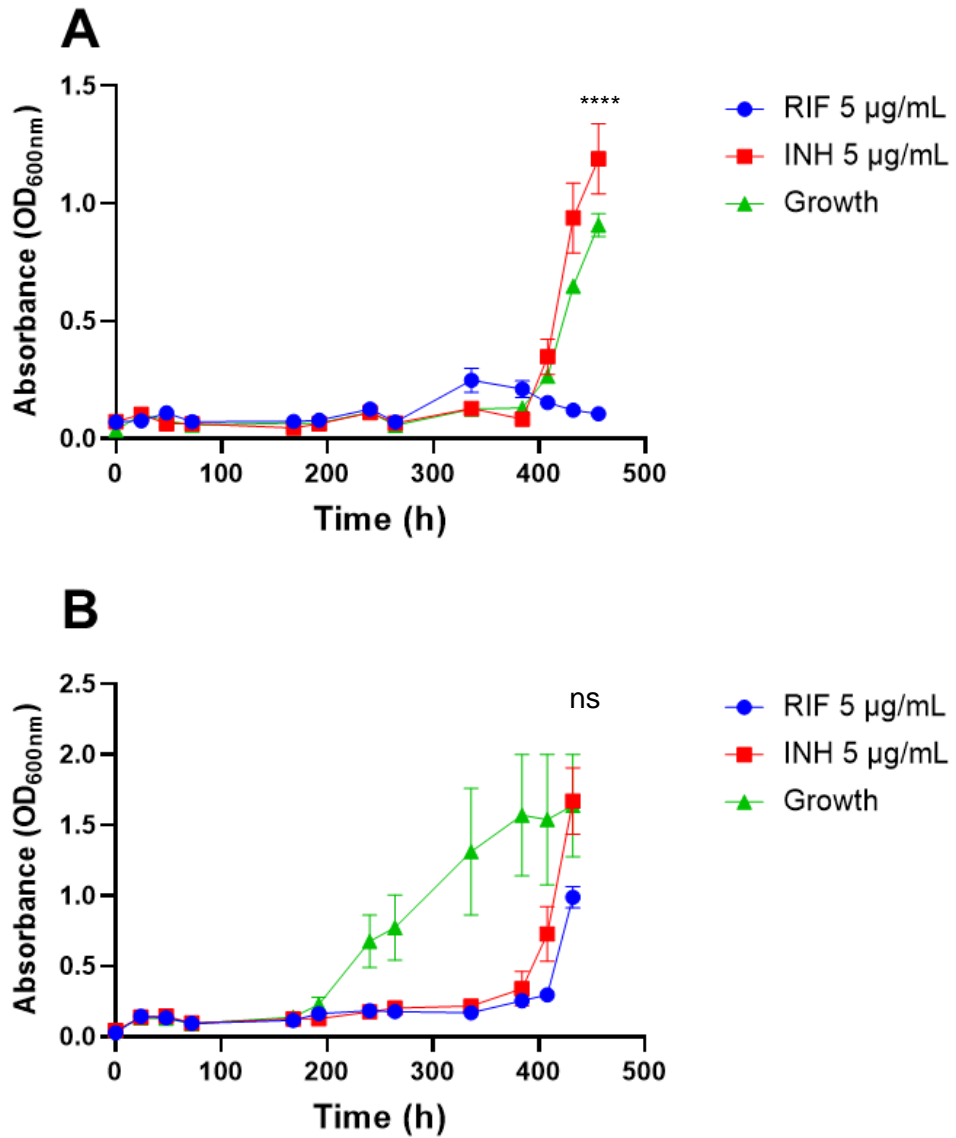 A
1.5
1.0
0.5
0.0
Absorbance (OD600nm)
0 100 200 300 400 500
Time (h)
****
RIF 5 µg/mL
INH 5 µg/mL
Growth
B
2.5
2.0
1.5
1.0
0.5
0.0
Absorbance (OD600nm)
0 100 200 300 400 500
Time (h)
ns
RIF 5 µg/mL
INH 5 µg/mL
Growth